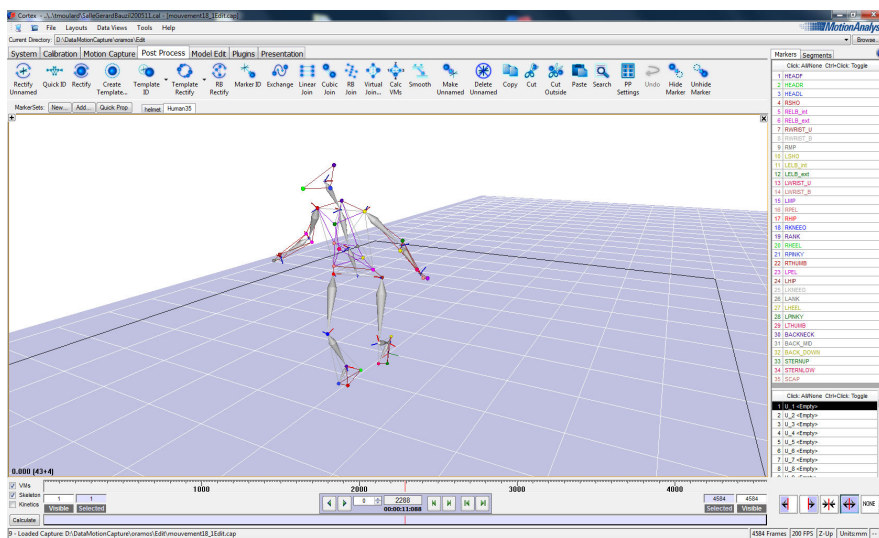 Cortex - ..\..\tmoulard\SalleGerardBauzil\200511.cal - [mouvement18_1Edit.cap]
File Layouts Data Views Tools Help
MotionAnalys
Current Directory: D:\DataMotionCapture\oramos\Edit
Browse...
System Calibration Motion Capture Post Process Model Edit Plugins Presentation
Rectify Unnamed Quick ID Rectify Create Template... Template ID Template Rectify RB Rectify Marker ID Exchange Linear Join Cubic Join RB Join Virtual Join... Calc VMs Smooth Make Unnamed Delete Unnamed Copy Cut Cut Outside Paste Search PP Settings Undo Hide Marker Unhide Marker
MarkerSets: New... Add... Quick Prop helmet Human35
Markers Segments
Click: All/None Ctrl+Click: Toggle
1 HEADF
2 HEADR
3 HEADL
4 RSHO
5 RELB_int
6 RELB_ext
7 RWRIST_U
8 RWRIST_B
9 RMP
10 LSHO
11 LELB_int
12 LELB_ext
13 LWRIST_U
14 LWRIST_B
15 LMP
16 RPEL
17 RHIP
18 RKNEEO
19 RANK
20 RHEEL
21 RPINKY
22 RTHUMB
23 LPEL
24 LHIP
25 LKNEEO
26 LANK
27 LHEEL
28 LPINKY
29 LTHUMB
30 BACKNECK
31 BACK_MID
32 BACK_DOWN
33 STERNUP
34 STERNLOW
35 SCAP
Click: All/None Ctrl+Click: Toggle
1 U_1 <Empty>
2 U_2 <Empty>
3 U_3 <Empty>
4 U_4 <Empty>
5 U_5 <Empty>
6 U_6 <Empty>
7 U_7 <Empty>
8 U_8 <Empty>
0.000 (43+4)
VMs
Skeleton
Kinetics
1000 2000 3000 4000
1 1
Visible Selected
0 2288
00:00:11:088
4584 4584
Selected Visible
NONE
Calculate
9 - Loaded Capture: D:\DataMotionCapture\oramos\Edit\mouvement18_1Edit.cap
4584 Frames 200 FPS Z-Up Units:mm --